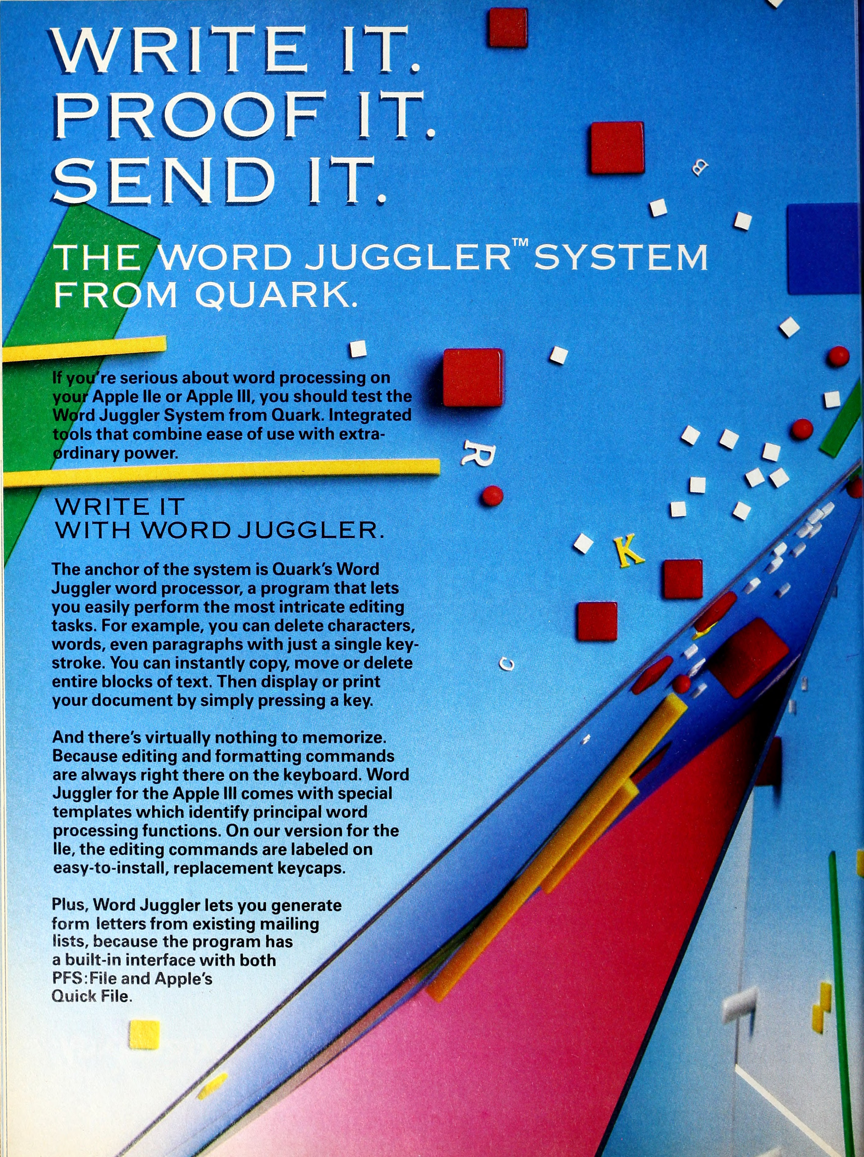 WRITE IT.
PROOF IT.
SEND IT.
THE WORD JUGGLER™ SYSTEM
FROM QUARK.
If you're serious about word processing on
your Apple IIe or Apple III, you should test the
Word Juggler System from Quark. Integrated
tools that combine ease of use with extra-
ordinary power.
WRITE IT
WITH WORD JUGGLER.
The anchor of the system is Quark's Word
Juggler word processor, a program that lets
you easily perform the most intricate editing
tasks. For example, you can delete characters,
words, even paragraphs with just a single key-
stroke. You can instantly copy, move or delete
entire blocks of text. Then display or print
your document by simply pressing a key.
And there's virtually nothing to memorize.
Because editing and formatting commands
are always right there on the keyboard. Word
Juggler for the Apple III comes with special
templates which identify principal word
processing functions. On our version for the
IIe, the editing commands are labeled on
easy-to-install, replacement keycaps.
Plus, Word Juggler lets you generate
form letters from existing mailing
lists, because the program has
a built-in interface with both
PFS:File and Apple's
Quick File.
B
R
K
C